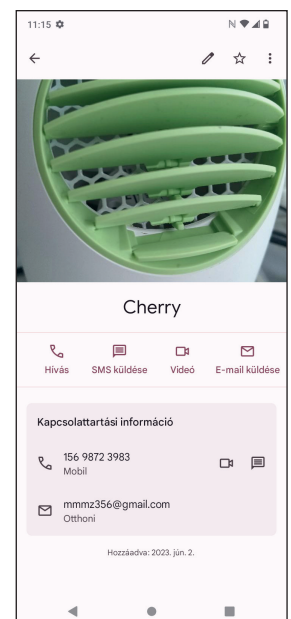 11:15
Cherry
Hívás SMS küldése Videó E-mail küldése
Kapcsolattartási információ
156 9872 3983
Mobil
mmmz356@gmail.com
Otthoni
Hozzáadva: 2023. jún. 2.